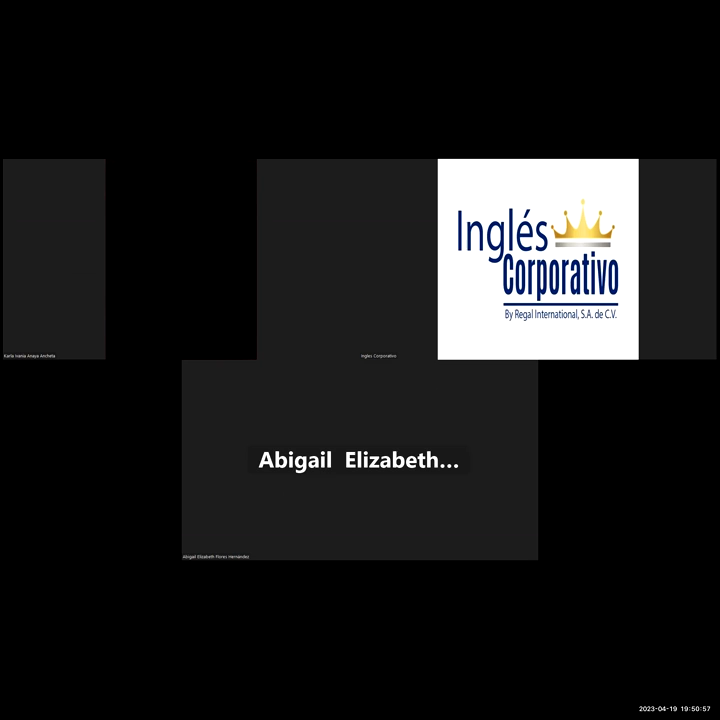 Inglés
Corporativo
By Regal International, S.A. de C.V.
Karla Ivania Anaya Ancheta
Ingles Corporativo
Abigail Elizabeth...
Abigail Elizabeth Flores Hernández
2023-04-19 19:50:57